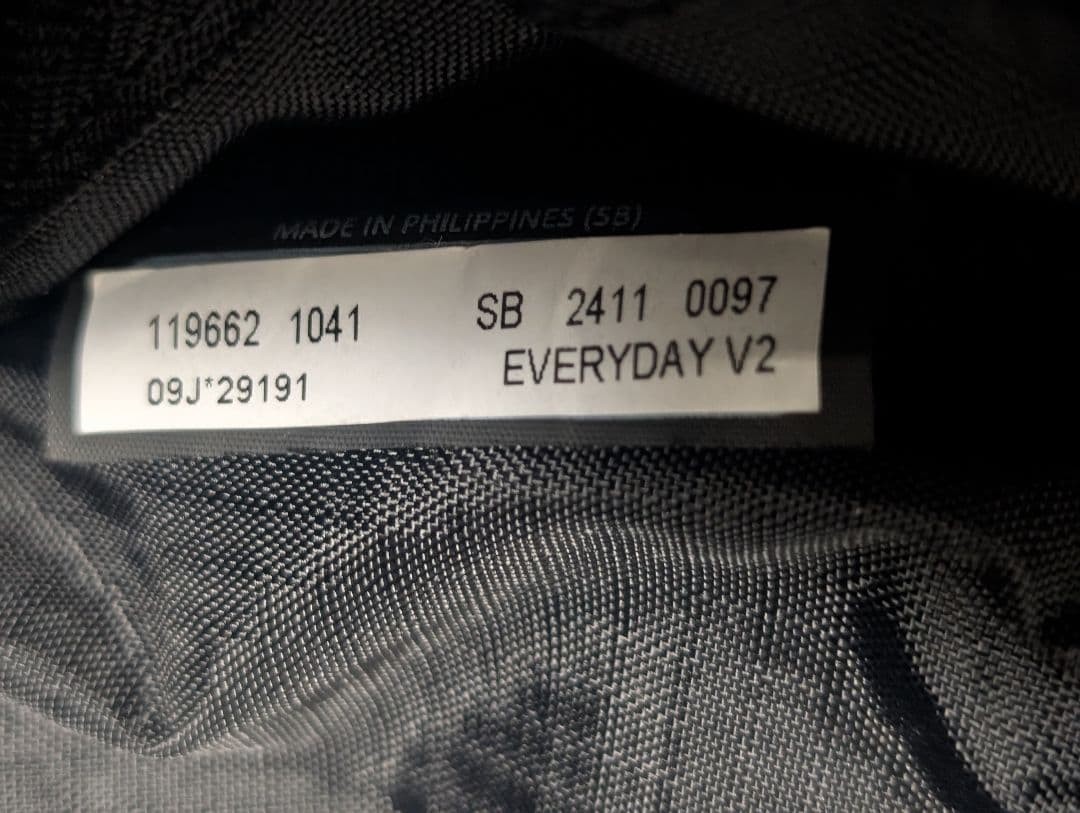 MADE IN PHILIPPINES (SB)
119662 1041 SB 2411 0097
09J*29191 EVERYDAY V2